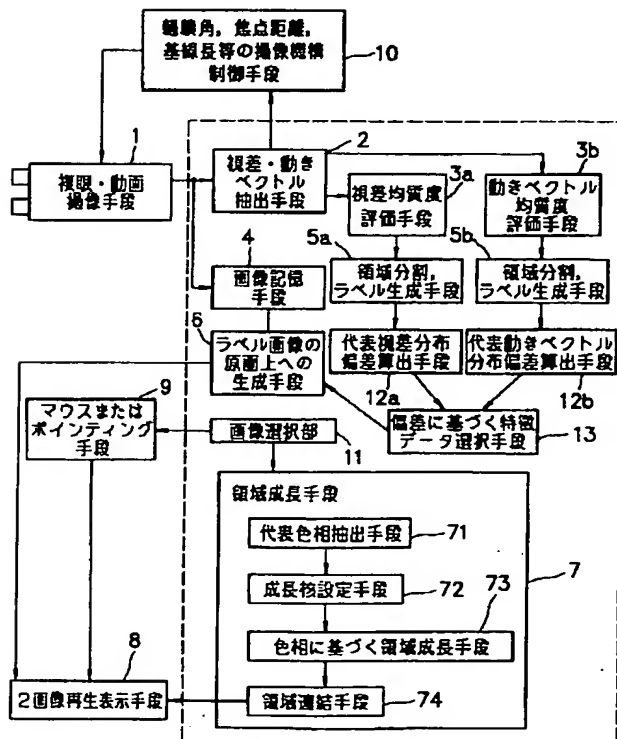 輻輳角,焦点距離,
基線長等の撮像機構
制御手段
10
1
複眼・動画
撮像手段
2
視差・動き
ベクトル
抽出手段
3a
視差均質度
評価手段
3b
動きベクトル
均質度
評価手段
4
画像記憶
手段
5a
領域分割,
ラベル生成手段
5b
領域分割,
ラベル生成手段
6
ラベル画像の
原画上への
生成手段
代表視差分布
偏差算出手段
12a
代表動きベクトル
分布偏差算出手段
12b
9
マウスまたは
ポインティング
手段
画像選択部
11
偏差に基づく特徴
データ選択手段
13
領域成長手段
代表色相抽出手段
71
成長核設定手段
72
73
色相に基づく領域成長手段
7
領域連結手段
74
8
2画像再生表示手段